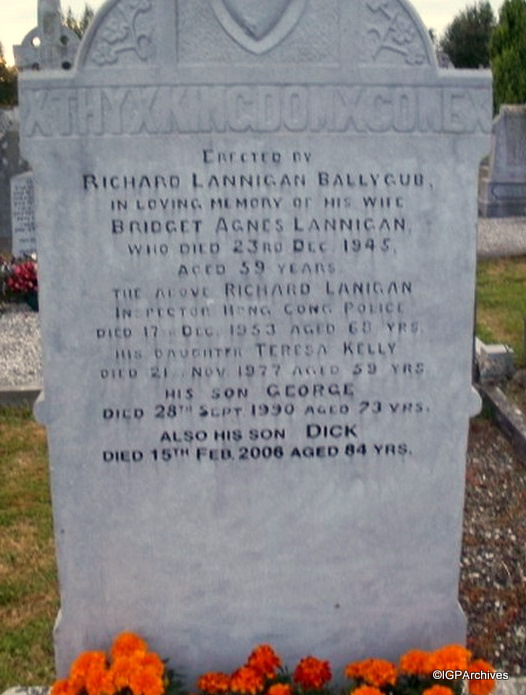 X THY X KINGDOM X COME X
ERECTED BY
RICHARD LANNIGAN BALLYGUB,
IN LOVING MEMORY OF HIS WIFE
BRIDGET AGNES LANNIGAN,
WHO DIED 23RD DEC. 1945,
AGED 59 YEARS.
THE ABOVE RICHARD LANIGAN
INSPECTOR HONG CONG POLICE
DIED 17TH DEC. 1953 AGED 68 YRS.
HIS DAUGHTER TERESA KELLY
DIED 21ST NOV. 1977 AGED 59 YRS
HIS SON GEORGE
DIED 28TH SEPT. 1990 AGED 73 YRS.
ALSO HIS SON DICK
DIED 15TH FEB. 2006 AGED 84 YRS.
©IGPArchives